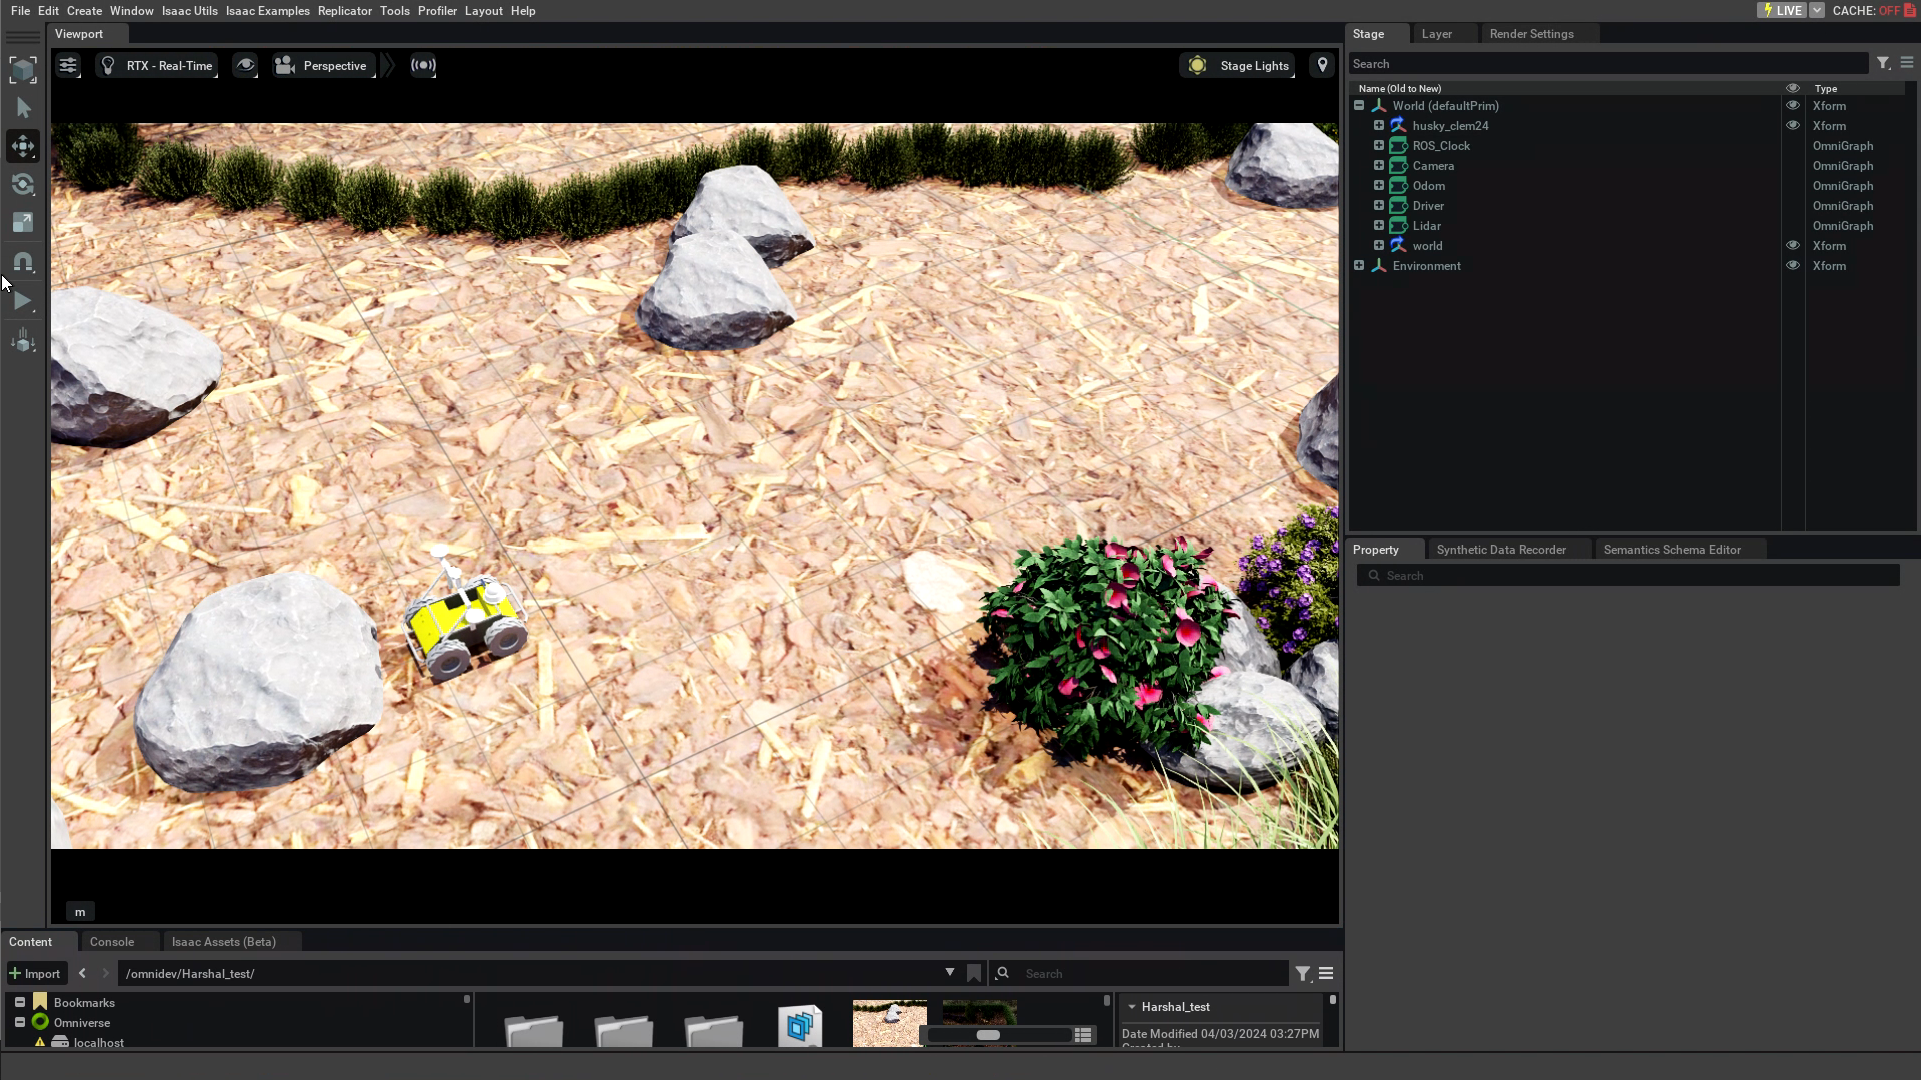 File Edit Create Window Isaac Utils Isaac Examples Replicator Tools Profiler Layout Help
LIVE CACHE: OFF
Viewport
RTX - Real-Time
Perspective
Stage Lights
m
Stage Layer Render Settings
Search
Name (Old to New) Type
World (defaultPrim) Xform
husky_clem24 Xform
ROS_Clock OmniGraph
Camera OmniGraph
Odom OmniGraph
Driver OmniGraph
Lidar OmniGraph
world Xform
Environment Xform
Property Synthetic Data Recorder Semantics Schema Editor
Search
Content Console Isaac Assets (Beta)
Import /omnidev/Harshal_test/ Search
Bookmarks
Omniverse
localhost
Harshal_test
Date Modified 04/03/2024 03:27PM